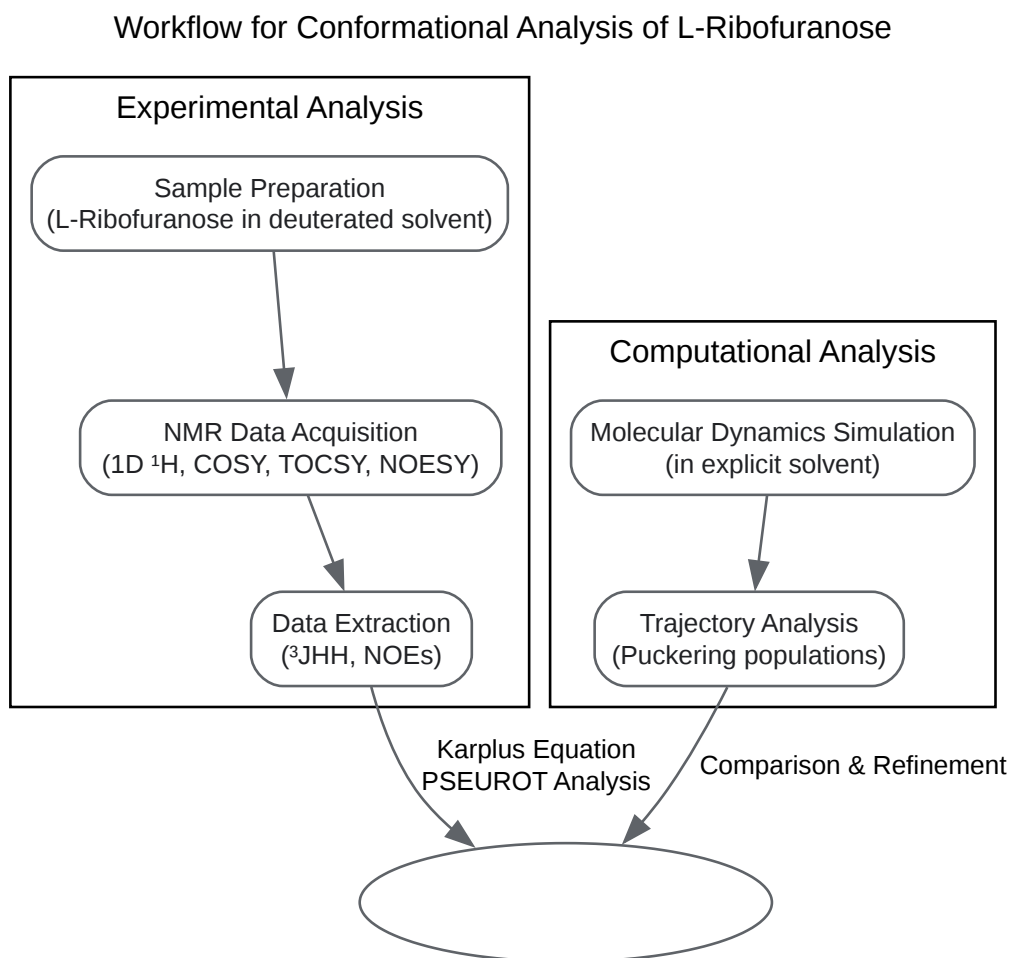 Workflow for Conformational Analysis of L-Ribofuranose
Experimental Analysis
Sample Preparation
(L-Ribofuranose in deuterated solvent)
NMR Data Acquisition
(1D ¹H, COSY, TOCSY, NOESY)
Data Extraction
(³JHH, NOEs)
Computational Analysis
Molecular Dynamics Simulation
(in explicit solvent)
Trajectory Analysis
(Puckering populations)
Karplus Equation
PSEUROT Analysis
Comparison & Refinement